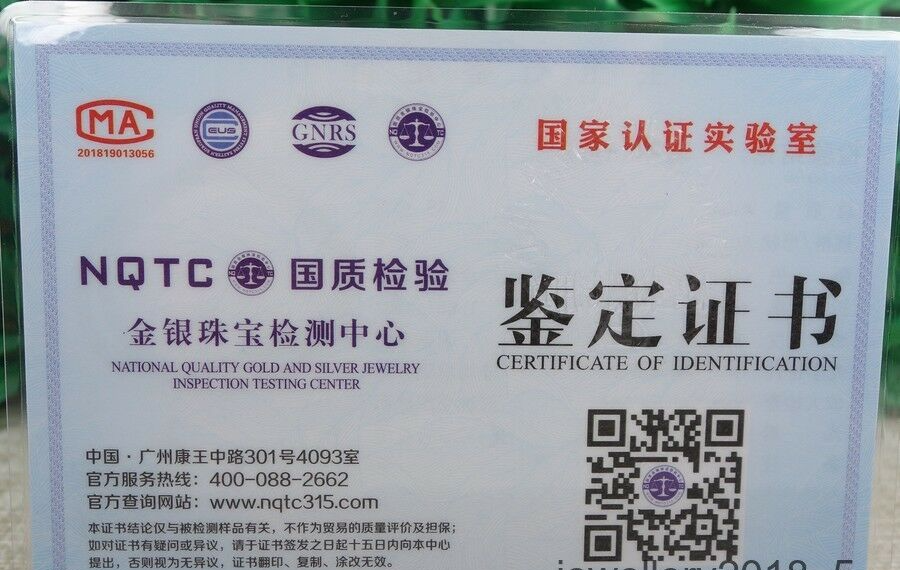 CMA
201819013056
EUS
GNRS
国家认证实验室
NQTC 国质检验
金银珠宝检测中心
NATIONAL QUALITY GOLD AND SILVER JEWELRY
INSPECTION TESTING CENTER
鉴定证书
CERTIFICATE OF IDENTIFICATION
中国·广州康王中路301号4093室
官方服务热线：400-088-2662
官方查询网站：www.nqtc315.com
本证书结论仅与被检测样品有关，不作为贸易的质量评价及担保；
如对证书有疑问或异议，请于证书签发之日起十五日内向本中心
提出，否则视为无异议，证书翻印、复制、涂改无效。
jewellery2018_5